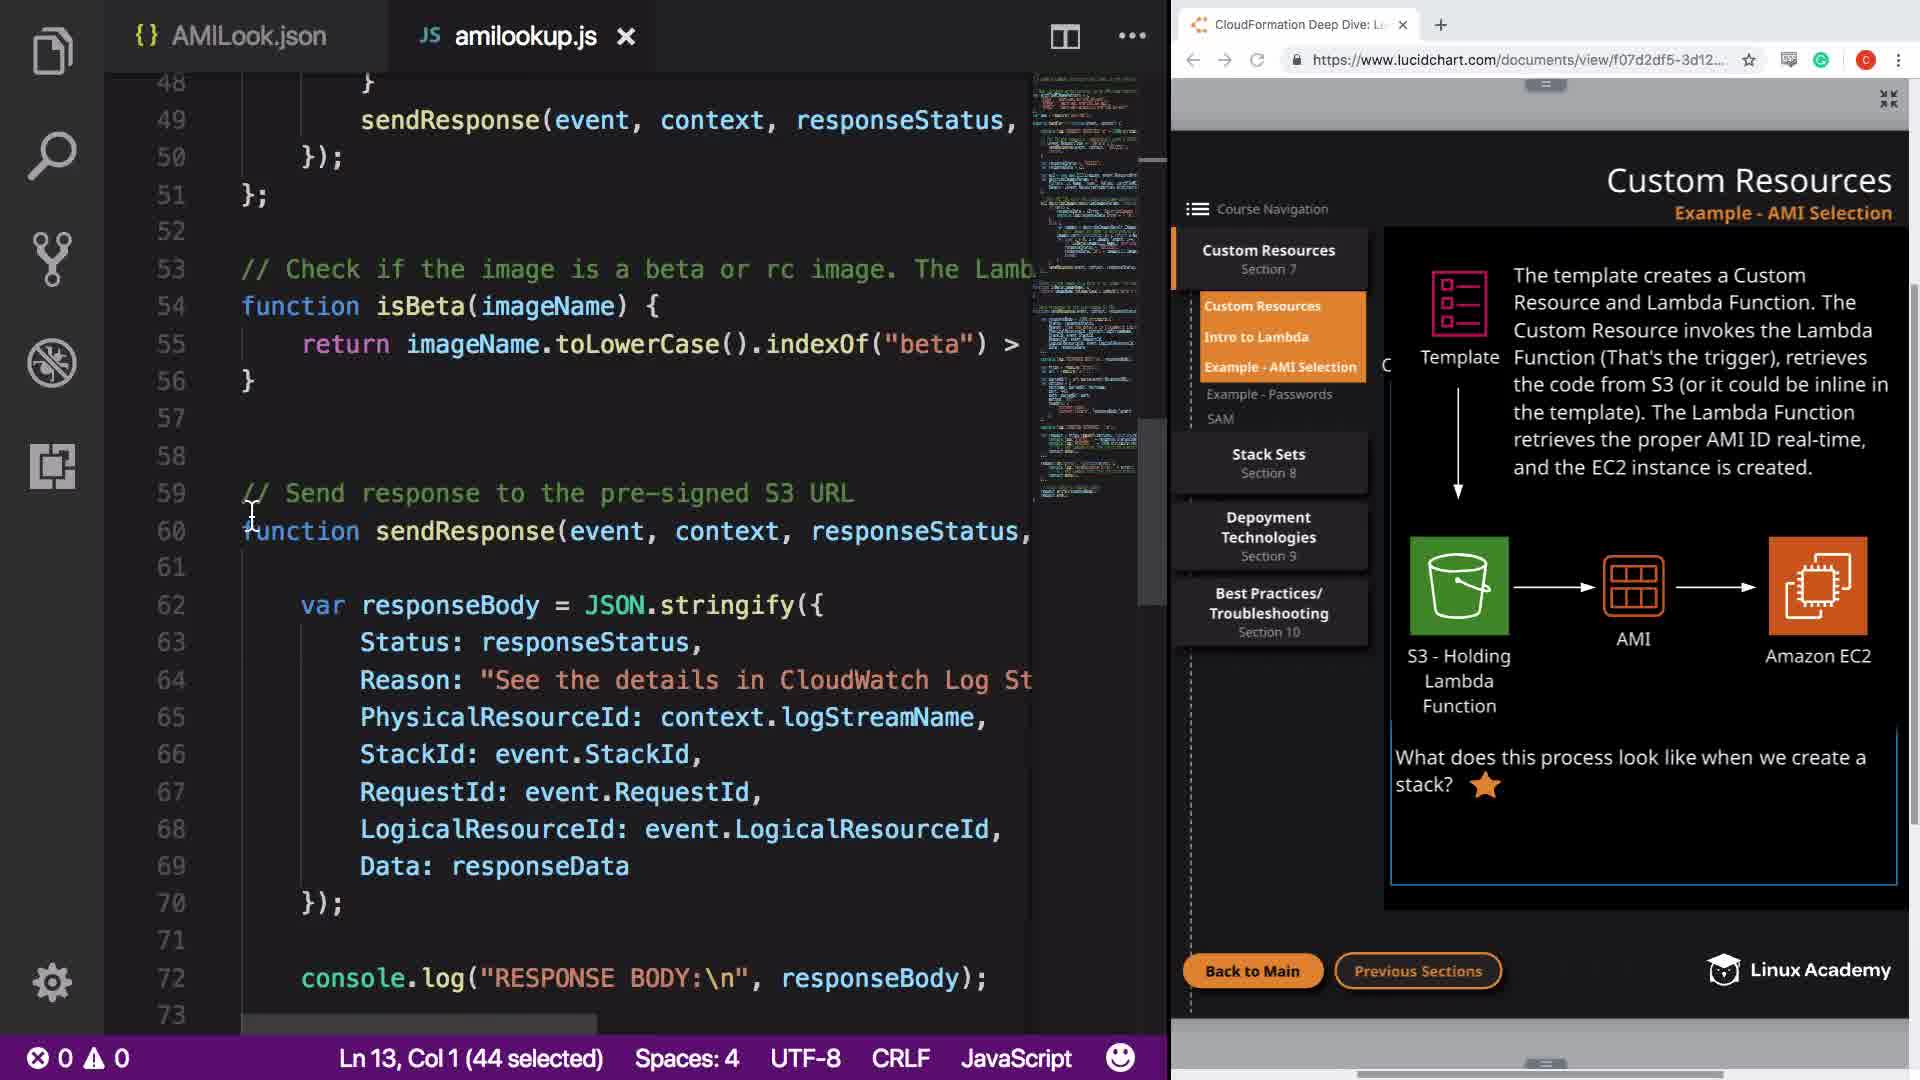 {} AMILook.json
JS amilookup.js
48 }
49 sendResponse(event, context, responseStatus,
50 });
51 };
52
53 // Check if the image is a beta or rc image. The Lamb
54 function isBeta(imageName) {
55 return imageName.toLowerCase().indexOf("beta") >
56 }
57
58
59 // Send response to the pre-signed S3 URL
60 function sendResponse(event, context, responseStatus,
61
62 var responseBody = JSON.stringify({
63 Status: responseStatus,
64 Reason: "See the details in CloudWatch Log St
65 PhysicalResourceId: context.logStreamName,
66 StackId: event.StackId,
67 RequestId: event.RequestId,
68 LogicalResourceId: event.LogicalResourceId,
69 Data: responseData
70 });
71
72 console.log("RESPONSE BODY:\n", responseBody);
73
0 0
Ln 13, Col 1 (44 selected)
Spaces: 4
UTF-8
CRLF
JavaScript
CloudFormation Deep Dive: Le
https://www.lucidchart.com/documents/view/f07d2df5-3d12...
C
Custom Resources
Example - AMI Selection
Course Navigation
Custom Resources
Section 7
Custom Resources
Intro to Lambda
Example - AMI Selection
Example - Passwords
SAM
Stack Sets
Section 8
Depoyment
Technologies
Section 9
Best Practices/
Troubleshooting
Section 10
Template
The template creates a Custom
Resource and Lambda Function. The
Custom Resource invokes the Lambda
Function (That's the trigger), retrieves
the code from S3 (or it could be inline in
the template). The Lambda Function
retrieves the proper AMI ID real-time,
and the EC2 instance is created.
C
S3 - Holding
Lambda
Function
AMI
Amazon EC2
What does this process look like when we create a
stack?
Back to Main
Previous Sections
Linux Academy